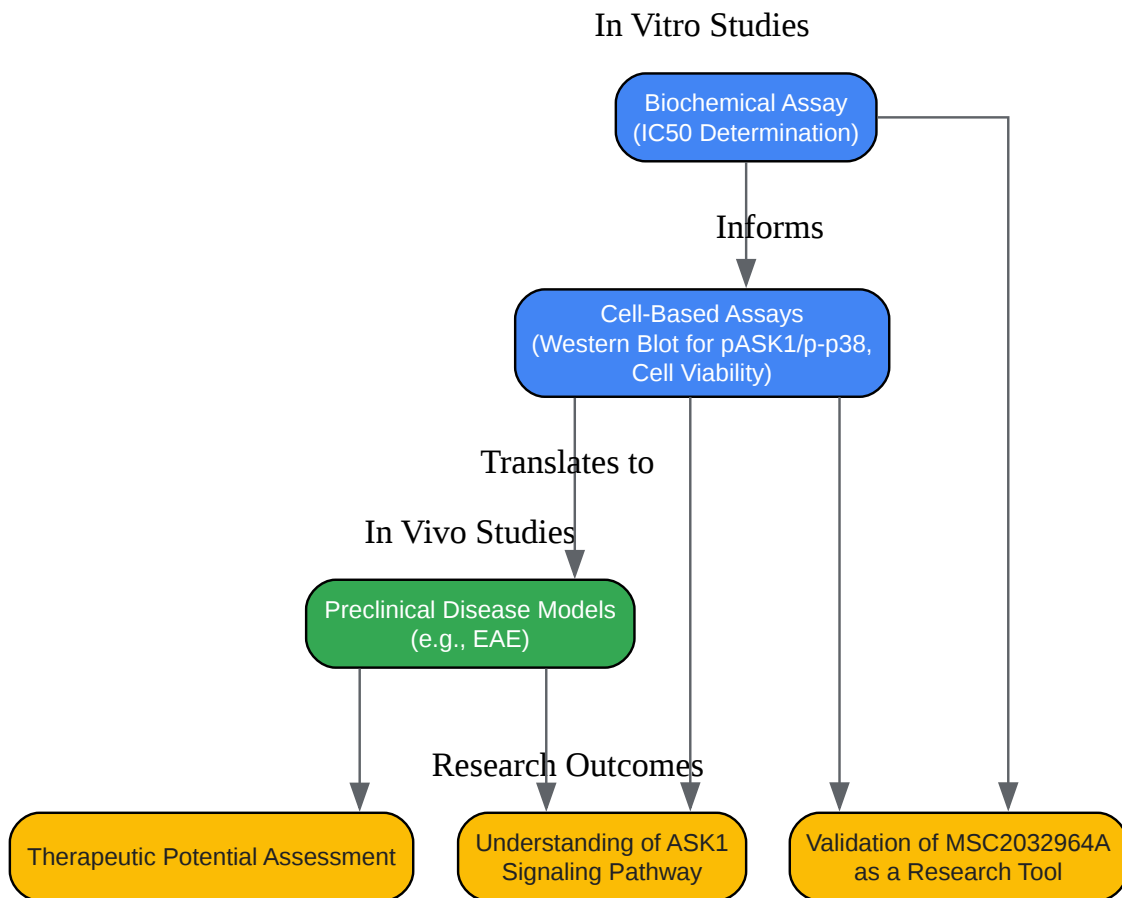 In Vitro Studies
Biochemical Assay
(IC50 Determination)
Informs
Cell-Based Assays
(Western Blot for pASK1/p-p38,
Cell Viability)
Translates to
In Vivo Studies
Preclinical Disease Models
(e.g., EAE)
Research Outcomes
Therapeutic Potential Assessment
Understanding of ASK1
Signaling Pathway
Validation of MSC2032964A
as a Research Tool